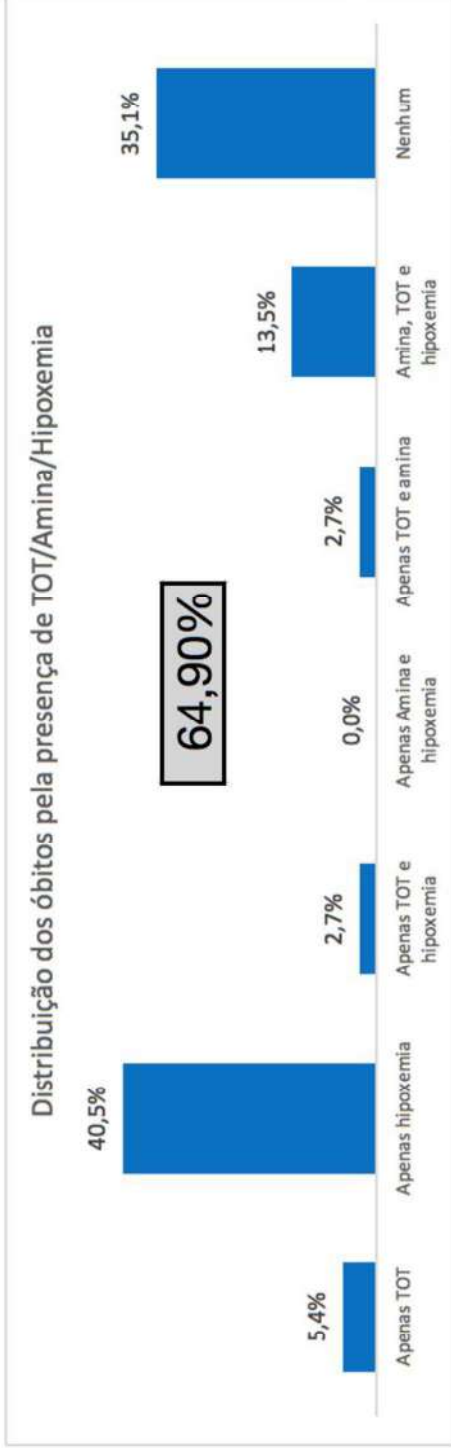 Distribuição dos óbitos pela presença de TOT/Amina/Hipoxemia
64,90%
5,4%
40,5%
2,7%
0,0%
2,7%
13,5%
35,1%
Apenas TOT
Apenas hipoxemia
Apenas TOT e
hipoxemia
Apenas Amina e
hipoxemia
Apenas TOT e amina
Amina, TOT e
hipoxemia
Nenhum